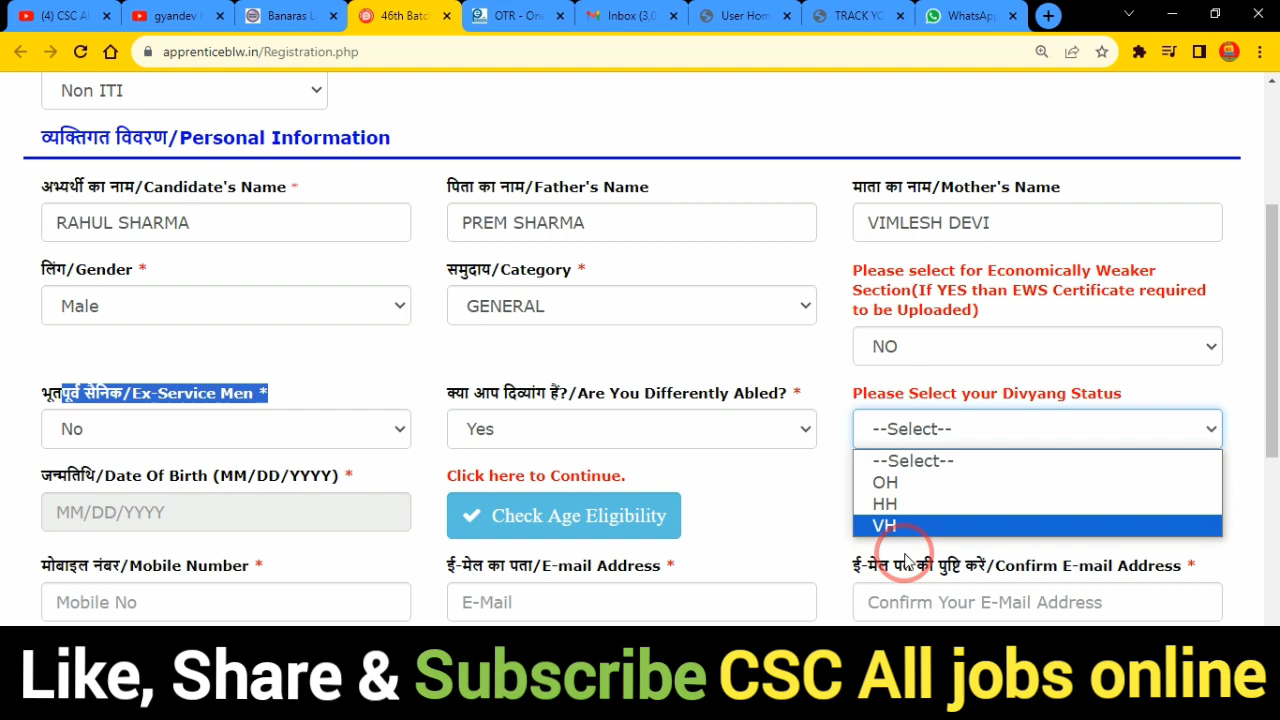 (4) CSC A
gyandev
Banaras L
46th Batc
OTR - On
Inbox (3,0
User Hom
TRACK YO
WhatsAp
apprenticeblw.in/Registration.php
Non ITI
व्यक्तिगत विवरण/Personal Information
अभ्यर्थी का नाम/Candidate's Name *
पिता का नाम/Father's Name
माता का नाम/Mother's Name
RAHUL SHARMA
PREM SHARMA
VIMLESH DEVI
लिंग/Gender *
समुदाय/Category *
Please select for Economically Weaker
Section(If YES than EWS Certificate required
to be Uploaded)
Male
GENERAL
NO
भूतपूर्व सैनिक/Ex-Service Men *
क्या आप दिव्यांग हैं?/Are You Differently Abled? *
Please Select your Divyang Status
No
Yes
--Select--
--Select--
OH
HH
VH
जन्मतिथि/Date Of Birth (MM/DD/YYYY) *
Click here to Continue.
MM/DD/YYYY
Check Age Eligibility
मोबाइल नंबर/Mobile Number *
ई-मेल का पता/E-mail Address *
ई-मेल की पुष्टि करें/Confirm E-mail Address *
Mobile No
E-Mail
Confirm Your E-Mail Address
Like, Share & Subscribe CSC All jobs online